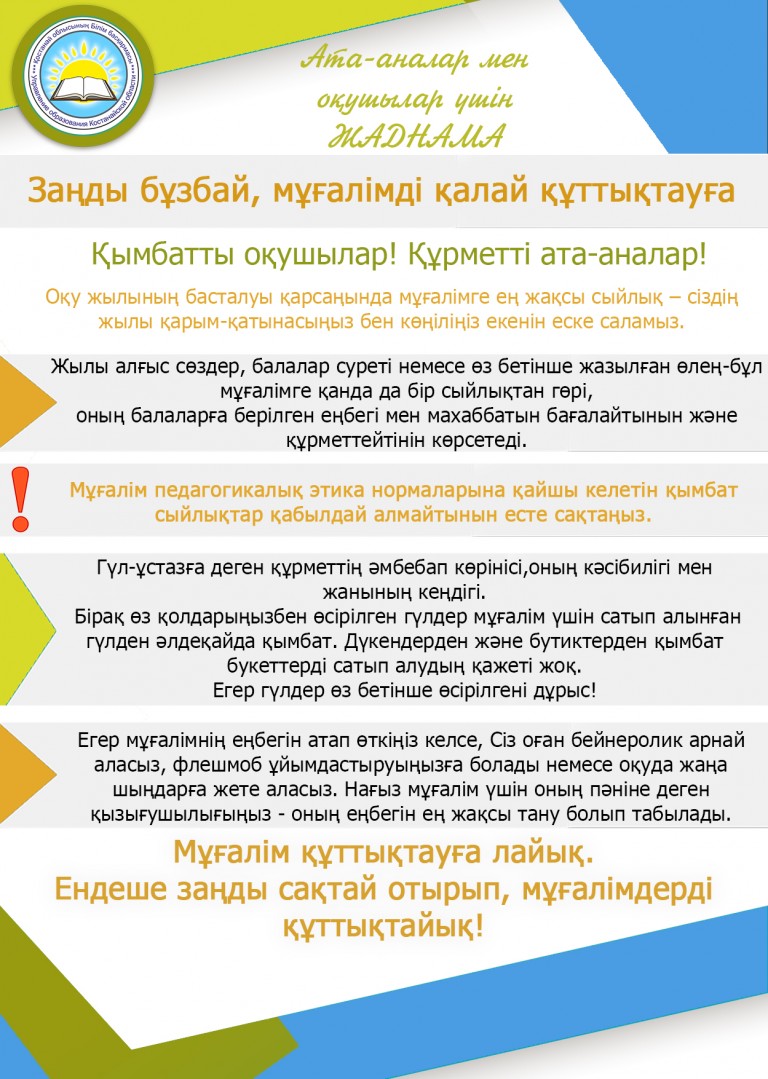 Қостанай облысының Білім басқармасы
Управление образования Костанайской области
Ата-аналар мен
оқушылар үшін
ЖАДНАМА
Заңды бұзбай, мұғалімді қалай құттықтауға
Қымбатты оқушылар! Құрметті ата-аналар!
Оқу жылының басталуы қарсаңында мұғалімге ең жақсы сыйлық – сіздің
жылы қарым-қатынасыңыз бен көңіліңіз екенін еске саламыз.
Жылы алғыс сөздер, балалар суреті немесе өз бетінше жазылған өлең-бұл
мұғалімге қанда да бір сыйлықтан гөрі,
оның балаларға берілген еңбегі мен махаббатын бағалайтынын және
құрметтейтінін көрсетеді.
Мұғалім педагогикалық этика нормаларына қайшы келетін қымбат
сыйлықтар қабылдай алмайтынын есте сақтаңыз.
Гүл-ұстазға деген құрметтің әмбебап көрінісі,оның кәсібилігі мен
жанының кеңдігі.
Бірақ өз қолдарыңызбен өсірілген гүлдер мұғалім үшін сатып алынған
гүлден әлдеқайда қымбат. Дүкендерден және бутиктерден қымбат
букеттерді сатып алудың қажеті жоқ.
Егер гүлдер өз бетінше өсірілгені дұрыс!
Егер мұғалімнің еңбегін атап өткіңіз келсе, Сіз оған бейнеролик арнай
аласыз, флешмоб ұйымдастыруыңызға болады немесе оқуда жаңа
шыңдарға жете аласыз. Нағыз мұғалім үшін оның пәніне деген
қызығушылығыңыз - оның еңбегін ең жақсы тану болып табылады.
Мұғалім құттықтауға лайық.
Ендеше заңды сақтай отырып, мұғалімдерді
құттықтайық!